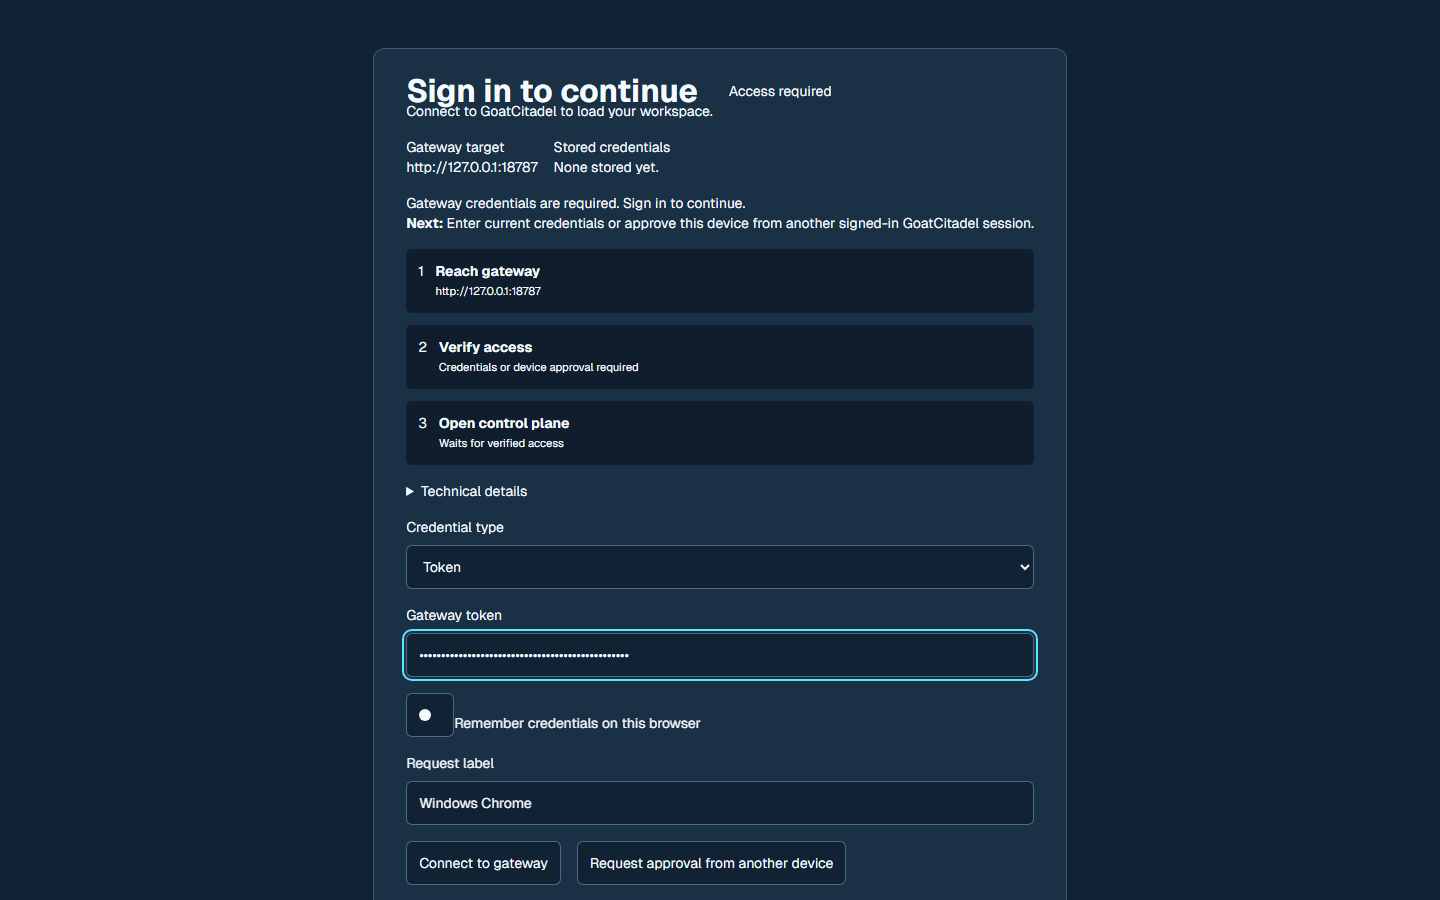 Sign in to continue
Access required
Connect to GoatCitadel to load your workspace.
Gateway target
http://127.0.0.1:18787
Stored credentials
None stored yet.
Gateway credentials are required. Sign in to continue.
Next: Enter current credentials or approve this device from another signed-in GoatCitadel session.
1 Reach gateway
http://127.0.0.1:18787
2 Verify access
Credentials or device approval required
3 Open control plane
Waits for verified access
Technical details
Credential type
Token
Gateway token
Remember credentials on this browser
Request label
Windows Chrome
Connect to gateway
Request approval from another device